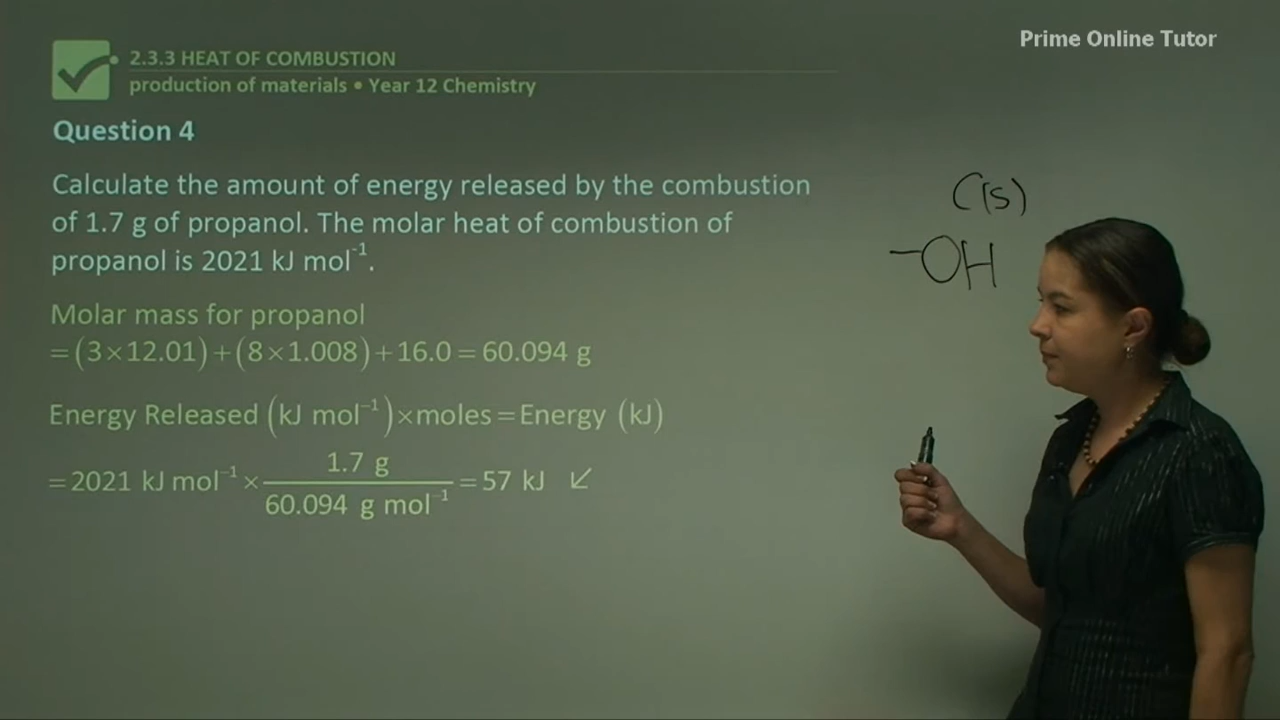 Prime Online Tutor
2.3.3 HEAT OF COMBUSTION
production of materials • Year 12 Chemistry
Question 4
Calculate the amount of energy released by the combustion
of 1.7 g of propanol. The molar heat of combustion of
propanol is 2021 kJ mol⁻¹.
Molar mass for propanol
=(3×12.01)+(8×1.008)+16.0=60.094 g
Energy Released (kJ mol⁻¹)×moles=Energy (kJ)
=2021 kJ mol⁻¹× 1.7 g / 60.094 g mol⁻¹ =57 kJ
C(s)
-OH